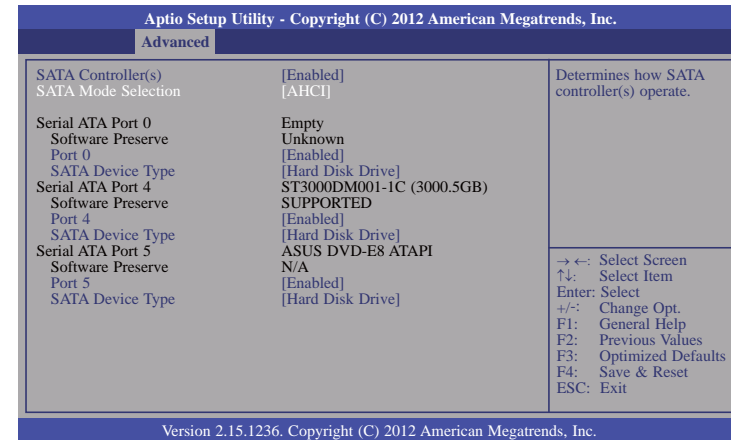 Aptio Setup Utility - Copyright (C) 2012 American Megatrends, Inc.
Advanced
SATA Controller(s) [Enabled]
SATA Mode Selection [AHCI]
Serial ATA Port 0 Empty
Software Preserve Unknown
Port 0 [Enabled]
SATA Device Type [Hard Disk Drive]
Serial ATA Port 4 ST3000DM001-1C (3000.5GB)
Software Preserve SUPPORTED
Port 4 [Enabled]
SATA Device Type [Hard Disk Drive]
Serial ATA Port 5 ASUS DVD-E8 ATAPI
Software Preserve N/A
Port 5 [Enabled]
SATA Device Type [Hard Disk Drive]
Determines how SATA
controller(s) operate.
→←: Select Screen
↑↓: Select Item
Enter: Select
+/-: Change Opt.
F1: General Help
F2: Previous Values
F3: Optimized Defaults
F4: Save & Reset
ESC: Exit
Version 2.15.1236. Copyright (C) 2012 American Megatrends, Inc.